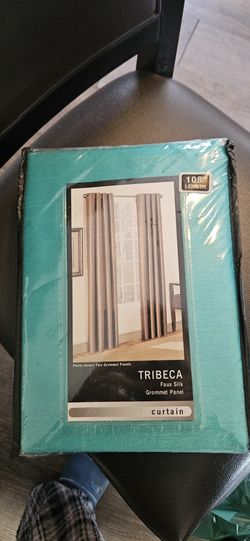 108
LENGTH
Photo shows: Two Grommet Panels
TRIBECA
Faux Silk
Grommet Panel
curtain